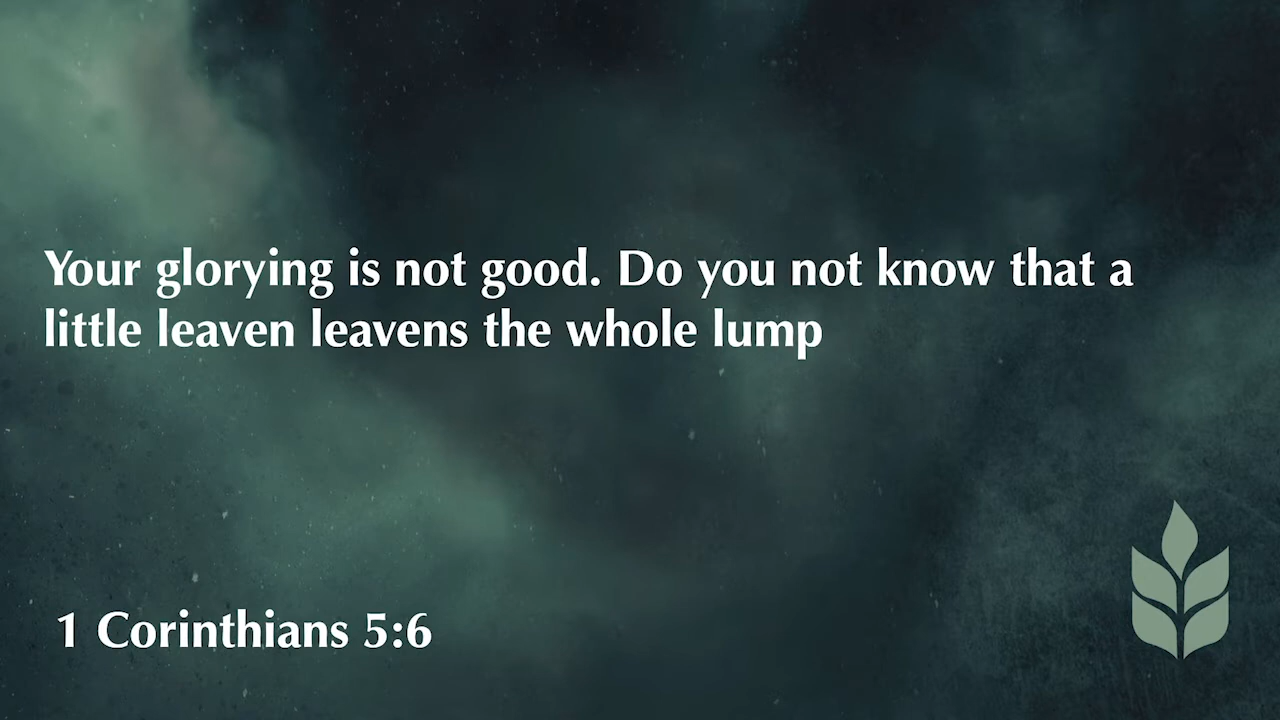 Your glorying is not good. Do you not know that a
little leaven leavens the whole lump
1 Corinthians 5:6